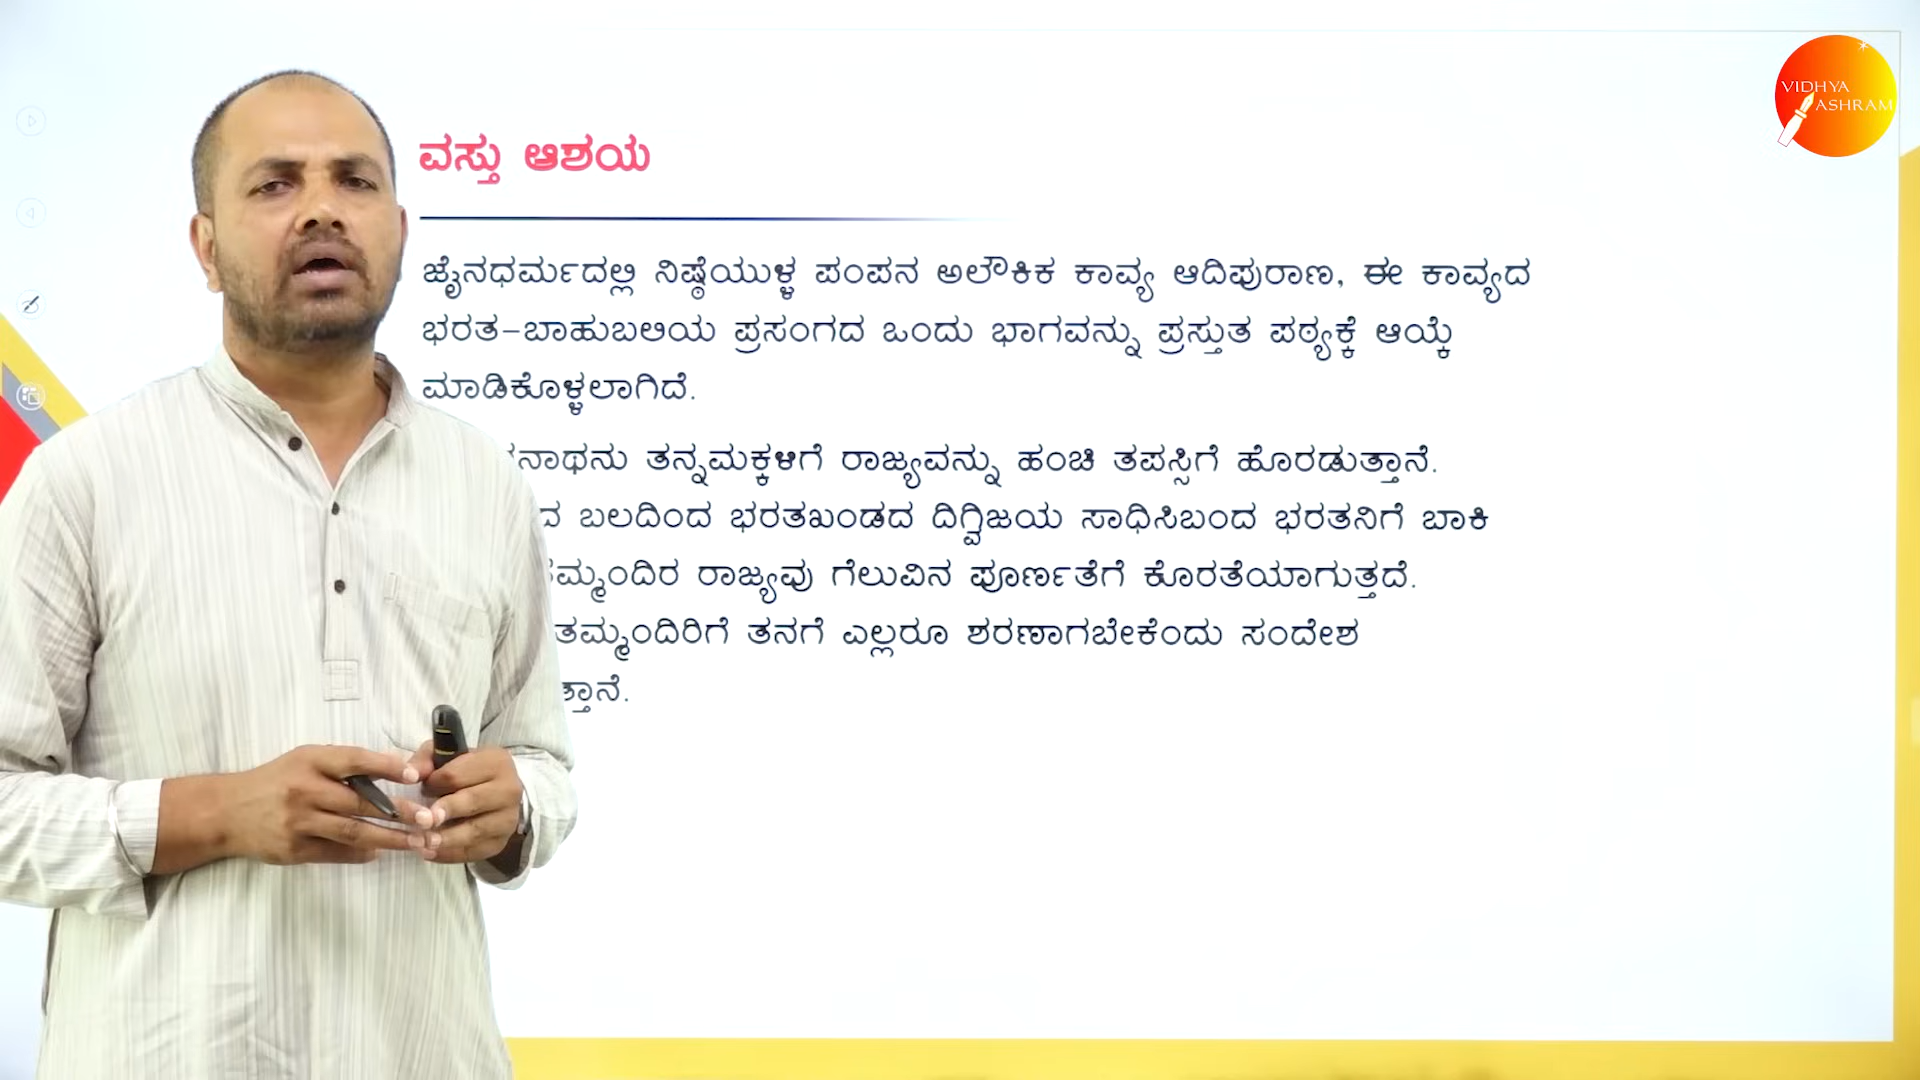 VIDHYA
ASHRAM
ವಸ್ತು ಆಶಯ
ಜೈನಧರ್ಮದಲ್ಲಿ ನಿಷ್ಠೆಯುಳ್ಳ ಪಂಪನ ಅಲೌಕಿಕ ಕಾವ್ಯ ಆದಿಪುರಾಣ, ಈ ಕಾವ್ಯದ
ಭರತ-ಬಾಹುಬಲಿಯ ಪ್ರಸಂಗದ ಒಂದು ಭಾಗವನ್ನು ಪ್ರಸ್ತುತ ಪಠ್ಯಕ್ಕೆ ಆಯ್ಕೆ
ಮಾಡಿಕೊಳ್ಳಲಾಗಿದೆ.
ತನ್ನಮಕ್ಕಳಿಗೆ ರಾಜ್ಯವನ್ನು ಹಂಚಿ ತಪಸ್ಸಿಗೆ ಹೊರಡುತ್ತಾನೆ.
ಬಲದಿಂದ ಭರತಖಂಡದ ದಿಗ್ವಿಜಯ ಸಾಧಿಸಿಬಂದ ಭರತನಿಗೆ ಬಾಕಿ
ರಾಜ್ಯವು ಗೆಲುವಿನ ಪೂರ್ಣತೆಗೆ ಕೊರತೆಯಾಗುತ್ತದೆ.
ತಮ್ಮಂದಿರಿಗೆ ತನಗೆ ಎಲ್ಲರೂ ಶರಣಾಗಬೇಕೆಂದು ಸಂದೇಶ